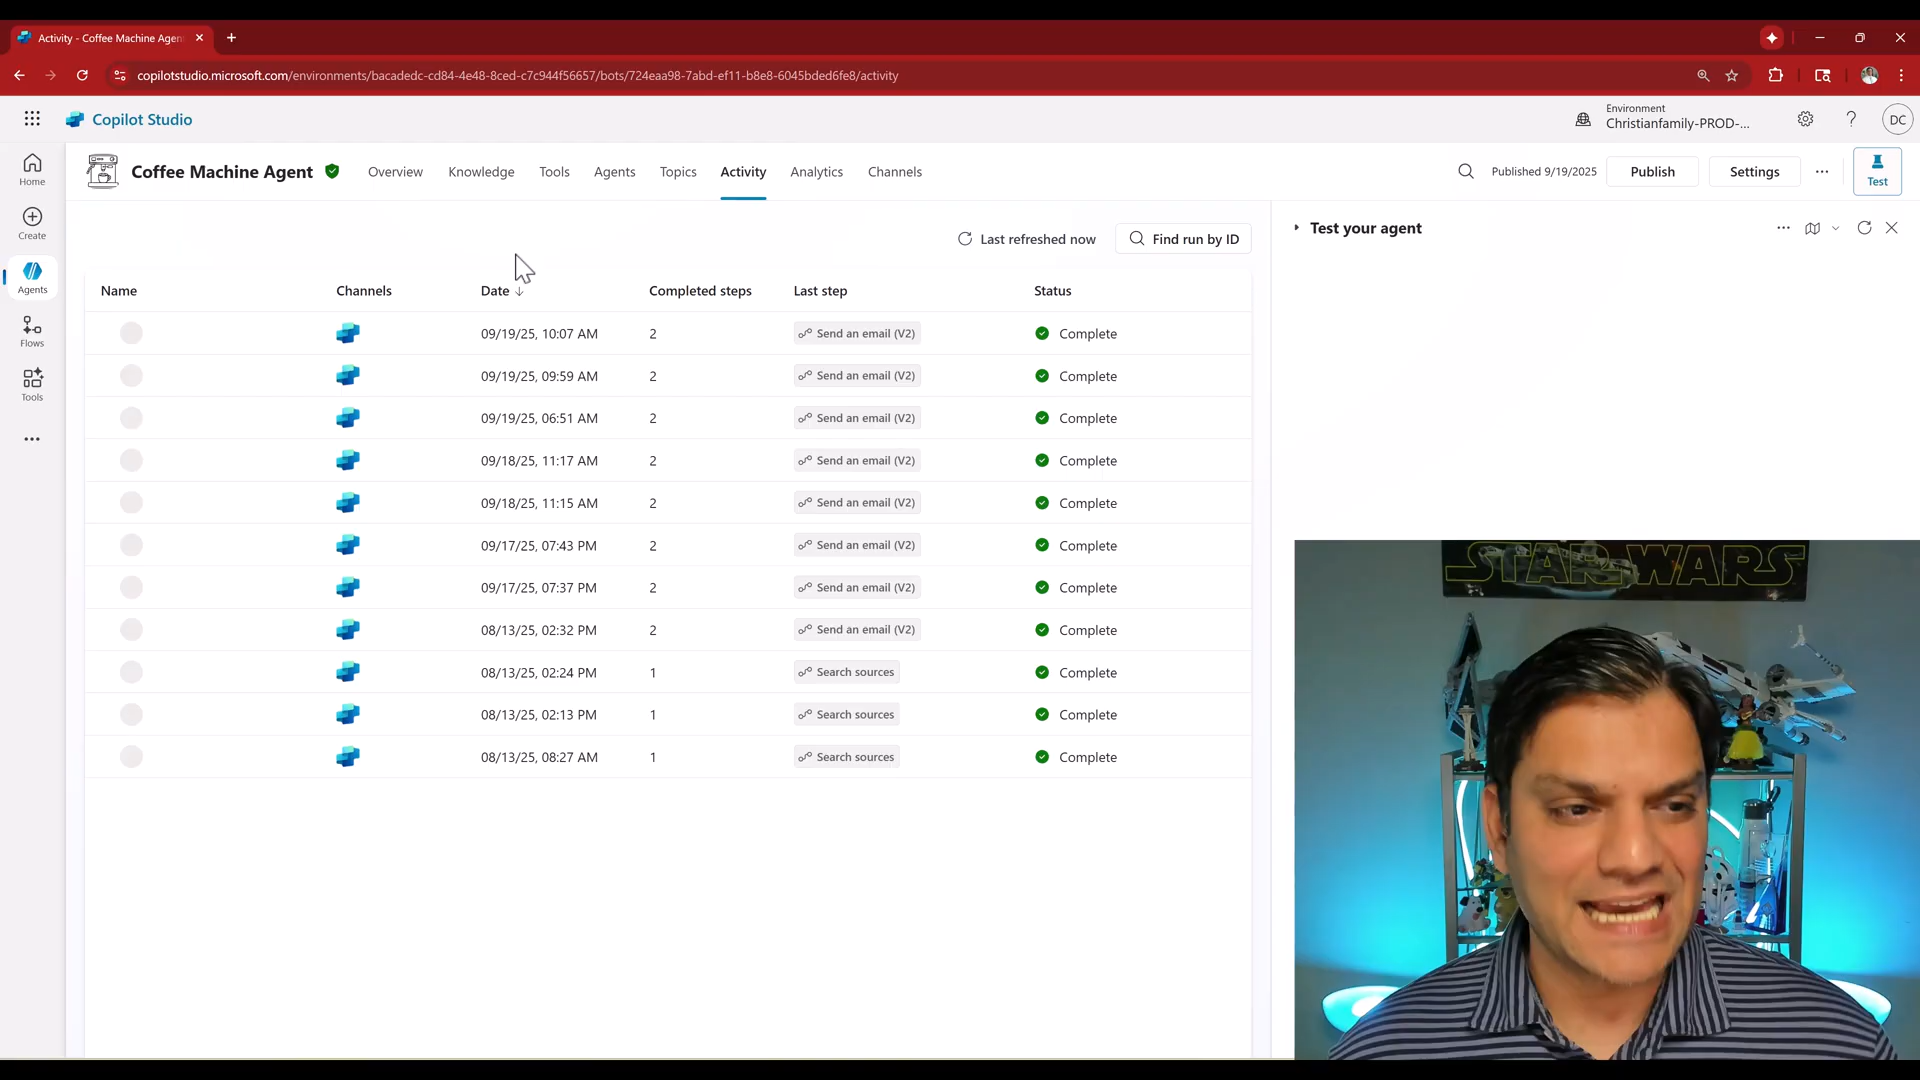 Activity - Coffee Machine Agen
copilotstudio.microsoft.com/environments/bacadedc-cd84-4e48-8ced-c7c944f56657/bots/724eaa98-7abd-ef11-b8e8-6045bded6fe8/activity
Copilot Studio
Environment
Christianfamily-PROD-...
DC
Home
Create
Agents
Flows
Tools
Coffee Machine Agent
Overview Knowledge Tools Agents Topics Activity Analytics Channels
Published 9/19/2025 Publish Settings ... Test
Last refreshed now Find run by ID
Test your agent
Name Channels Date Completed steps Last step Status
09/19/25, 10:07 AM 2 Send an email (V2) Complete
09/19/25, 09:59 AM 2 Send an email (V2) Complete
09/19/25, 06:51 AM 2 Send an email (V2) Complete
09/18/25, 11:17 AM 2 Send an email (V2) Complete
09/18/25, 11:15 AM 2 Send an email (V2) Complete
09/17/25, 07:43 PM 2 Send an email (V2) Complete
09/17/25, 07:37 PM 2 Send an email (V2) Complete
08/13/25, 02:32 PM 2 Send an email (V2) Complete
08/13/25, 02:24 PM 1 Search sources Complete
08/13/25, 02:13 PM 1 Search sources Complete
08/13/25, 08:27 AM 1 Search sources Complete
STAR WARS